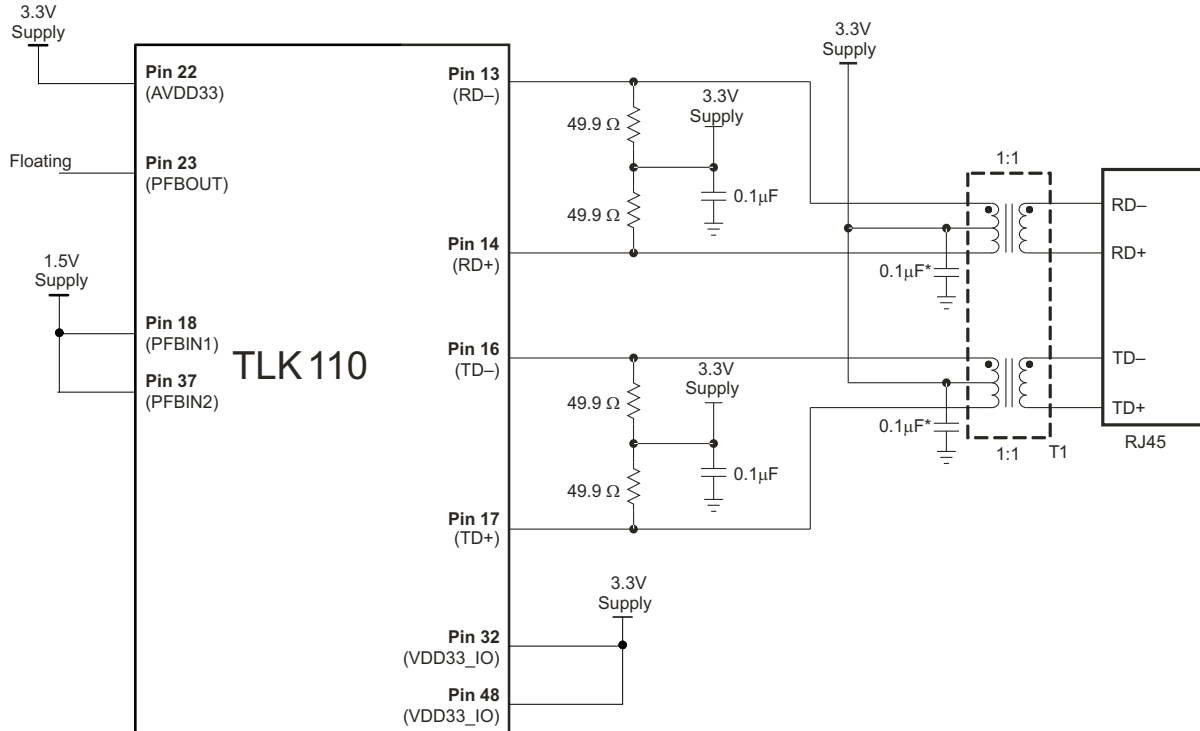 3.3V
Supply
Pin 22
(AVDD33)
Floating
Pin 23
(PFBOUT)
1.5V
Supply
Pin 18
(PFBIN1)
Pin 37
(PFBIN2)
TLK110
Pin 13
(RD–)
Pin 14
(RD+)
Pin 16
(TD–)
Pin 17
(TD+)
Pin 32
(VDD33_IO)
Pin 48
(VDD33_IO)
49.9 Ω
49.9 Ω
3.3V
Supply
0.1μF
49.9 Ω
49.9 Ω
3.3V
Supply
0.1μF
3.3V
Supply
3.3V
Supply
0.1μF*
0.1μF*
1:1
1:1
T1
RD–
RD+
TD–
TD+
RJ45